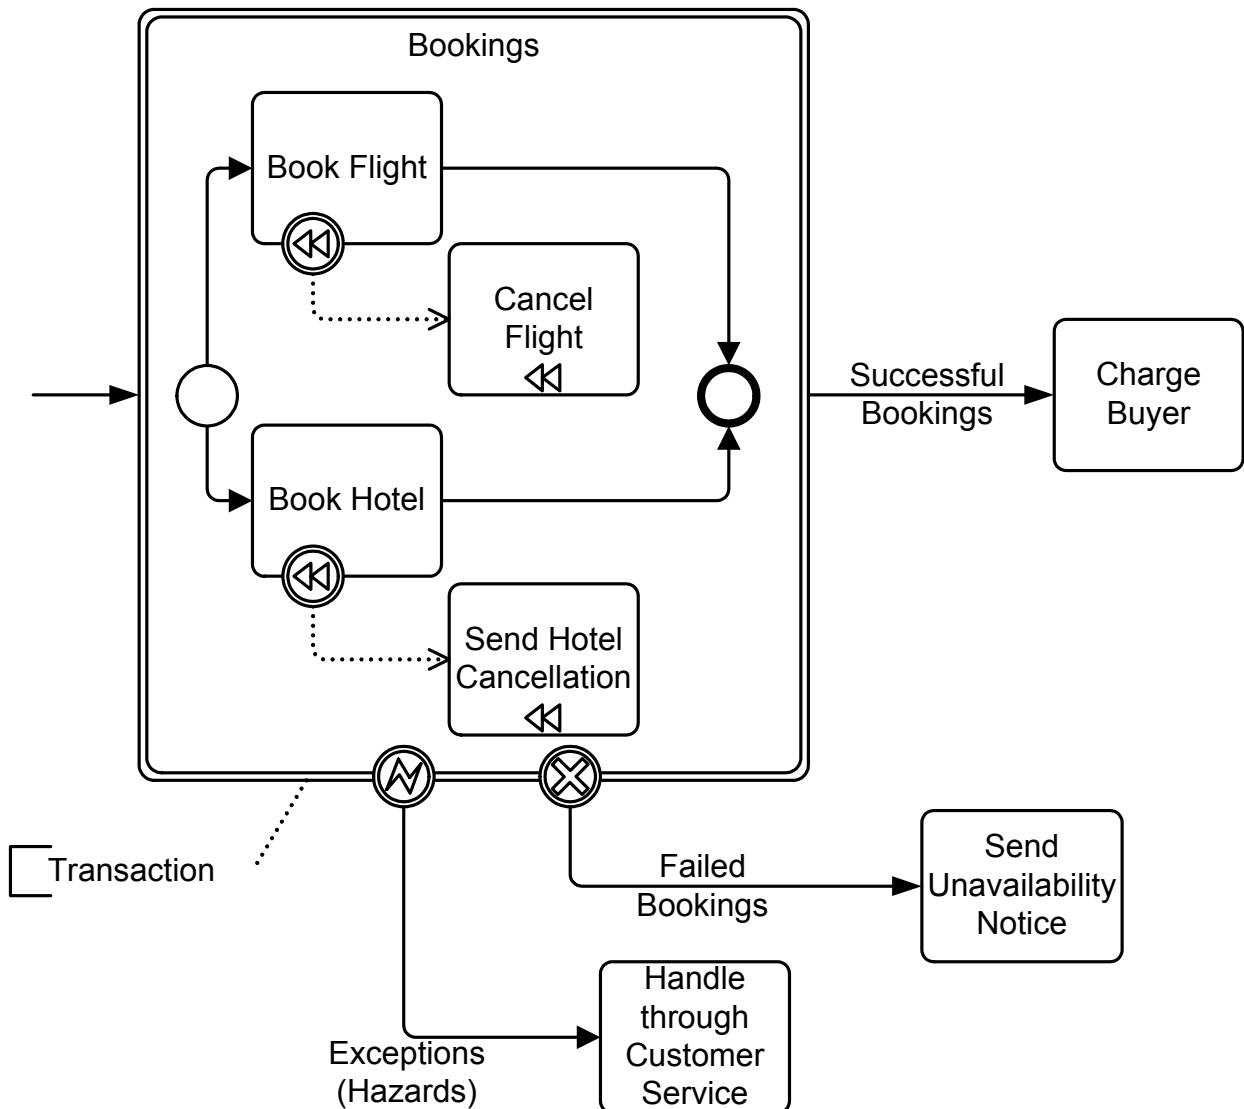 Bookings
Book Flight
Cancel
Flight
Successful
Bookings
Charge
Buyer
Book Hotel
Send Hotel
Cancellation
Transaction
Failed
Bookings
Send
Unavailability
Notice
Exceptions
(Hazards)
Handle
through
Customer
Service